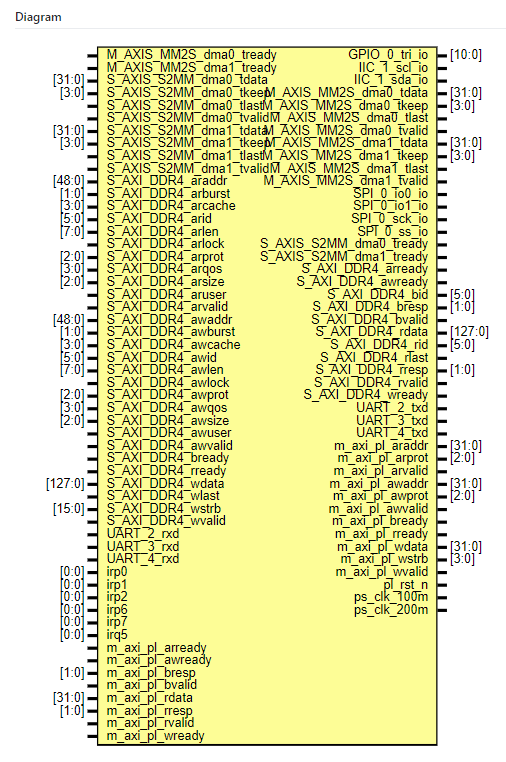 Diagram
M_AXIS_MM2S_dma0_tready GPIO_0_tri_io [10:0]
M_AXIS_MM2S_dma1_tready IIC_1_scl_io
[31:0] S_AXIS_S2MM_dma0_tdata IIC_1_sda_io
[3:0] S_AXIS_S2MM_dma0_tkeep M_AXIS_MM2S_dma0_tdata [31:0]
S_AXIS_S2MM_dma0_tlast M_AXIS_MM2S_dma0_tkeep [3:0]
S_AXIS_S2MM_dma0_tvalid M_AXIS_MM2S_dma0_tlast
[31:0] S_AXIS_S2MM_dma1_tdata M_AXIS_MM2S_dma0_tvalid
[3:0] S_AXIS_S2MM_dma1_tkeep M_AXIS_MM2S_dma1_tdata [31:0]
S_AXIS_S2MM_dma1_tlast M_AXIS_MM2S_dma1_tkeep [3:0]
S_AXIS_S2MM_dma1_tvalid M_AXIS_MM2S_dma1_tlast
[48:0] S_AXI_DDR4_araddr M_AXIS_MM2S_dma1_tvalid
[1:0] S_AXI_DDR4_arburst SPI_0_io0_io
[3:0] S_AXI_DDR4_arcache SPI_0_io1_io
[5:0] S_AXI_DDR4_arid SPI_0_sck_io
[7:0] S_AXI_DDR4_arlen SPI_0_ss_io
S_AXI_DDR4_arlock S_AXIS_S2MM_dma0_tready
[2:0] S_AXI_DDR4_arprot S_AXIS_S2MM_dma1_tready
[3:0] S_AXI_DDR4_arqos S_AXI_DDR4_arready
[2:0] S_AXI_DDR4_arsize S_AXI_DDR4_awready
S_AXI_DDR4_aruser S_AXI_DDR4_bid [5:0]
S_AXI_DDR4_arvalid S_AXI_DDR4_bresp [1:0]
[48:0] S_AXI_DDR4_awaddr S_AXI_DDR4_bvalid
[1:0] S_AXI_DDR4_awburst S_AXI_DDR4_rdata [127:0]
[3:0] S_AXI_DDR4_awcache S_AXI_DDR4_rid [5:0]
[5:0] S_AXI_DDR4_awid S_AXI_DDR4_rlast
[7:0] S_AXI_DDR4_awlen S_AXI_DDR4_rresp [1:0]
S_AXI_DDR4_awlock S_AXI_DDR4_rvalid
[2:0] S_AXI_DDR4_awprot S_AXI_DDR4_wready
[3:0] S_AXI_DDR4_awqos UART_2_txd
[2:0] S_AXI_DDR4_awsize UART_3_txd
S_AXI_DDR4_awuser UART_4_txd
S_AXI_DDR4_awvalid m_axi_pl_araddr [31:0]
S_AXI_DDR4_bready m_axi_pl_arprot [2:0]
S_AXI_DDR4_rready m_axi_pl_arvalid
[127:0] S_AXI_DDR4_wdata m_axi_pl_awaddr [31:0]
S_AXI_DDR4_wlast m_axi_pl_awprot [2:0]
[15:0] S_AXI_DDR4_wstrb m_axi_pl_awvalid
S_AXI_DDR4_wvalid m_axi_pl_bready
UART_2_rxd m_axi_pl_rready
UART_3_rxd m_axi_pl_wdata [31:0]
UART_4_rxd m_axi_pl_wstrb [3:0]
[0:0] irp0 m_axi_pl_wvalid
[0:0] irp1 pl_rst_n
[0:0] irp2 ps_clk_100m
[0:0] irp6 ps_clk_200m
[0:0] irp7
[0:0] irq5
m_axi_pl_arready
m_axi_pl_awready
[1:0] m_axi_pl_bresp
m_axi_pl_bvalid
[31:0] m_axi_pl_rdata
[1:0] m_axi_pl_rresp
m_axi_pl_rvalid
m_axi_pl_wready